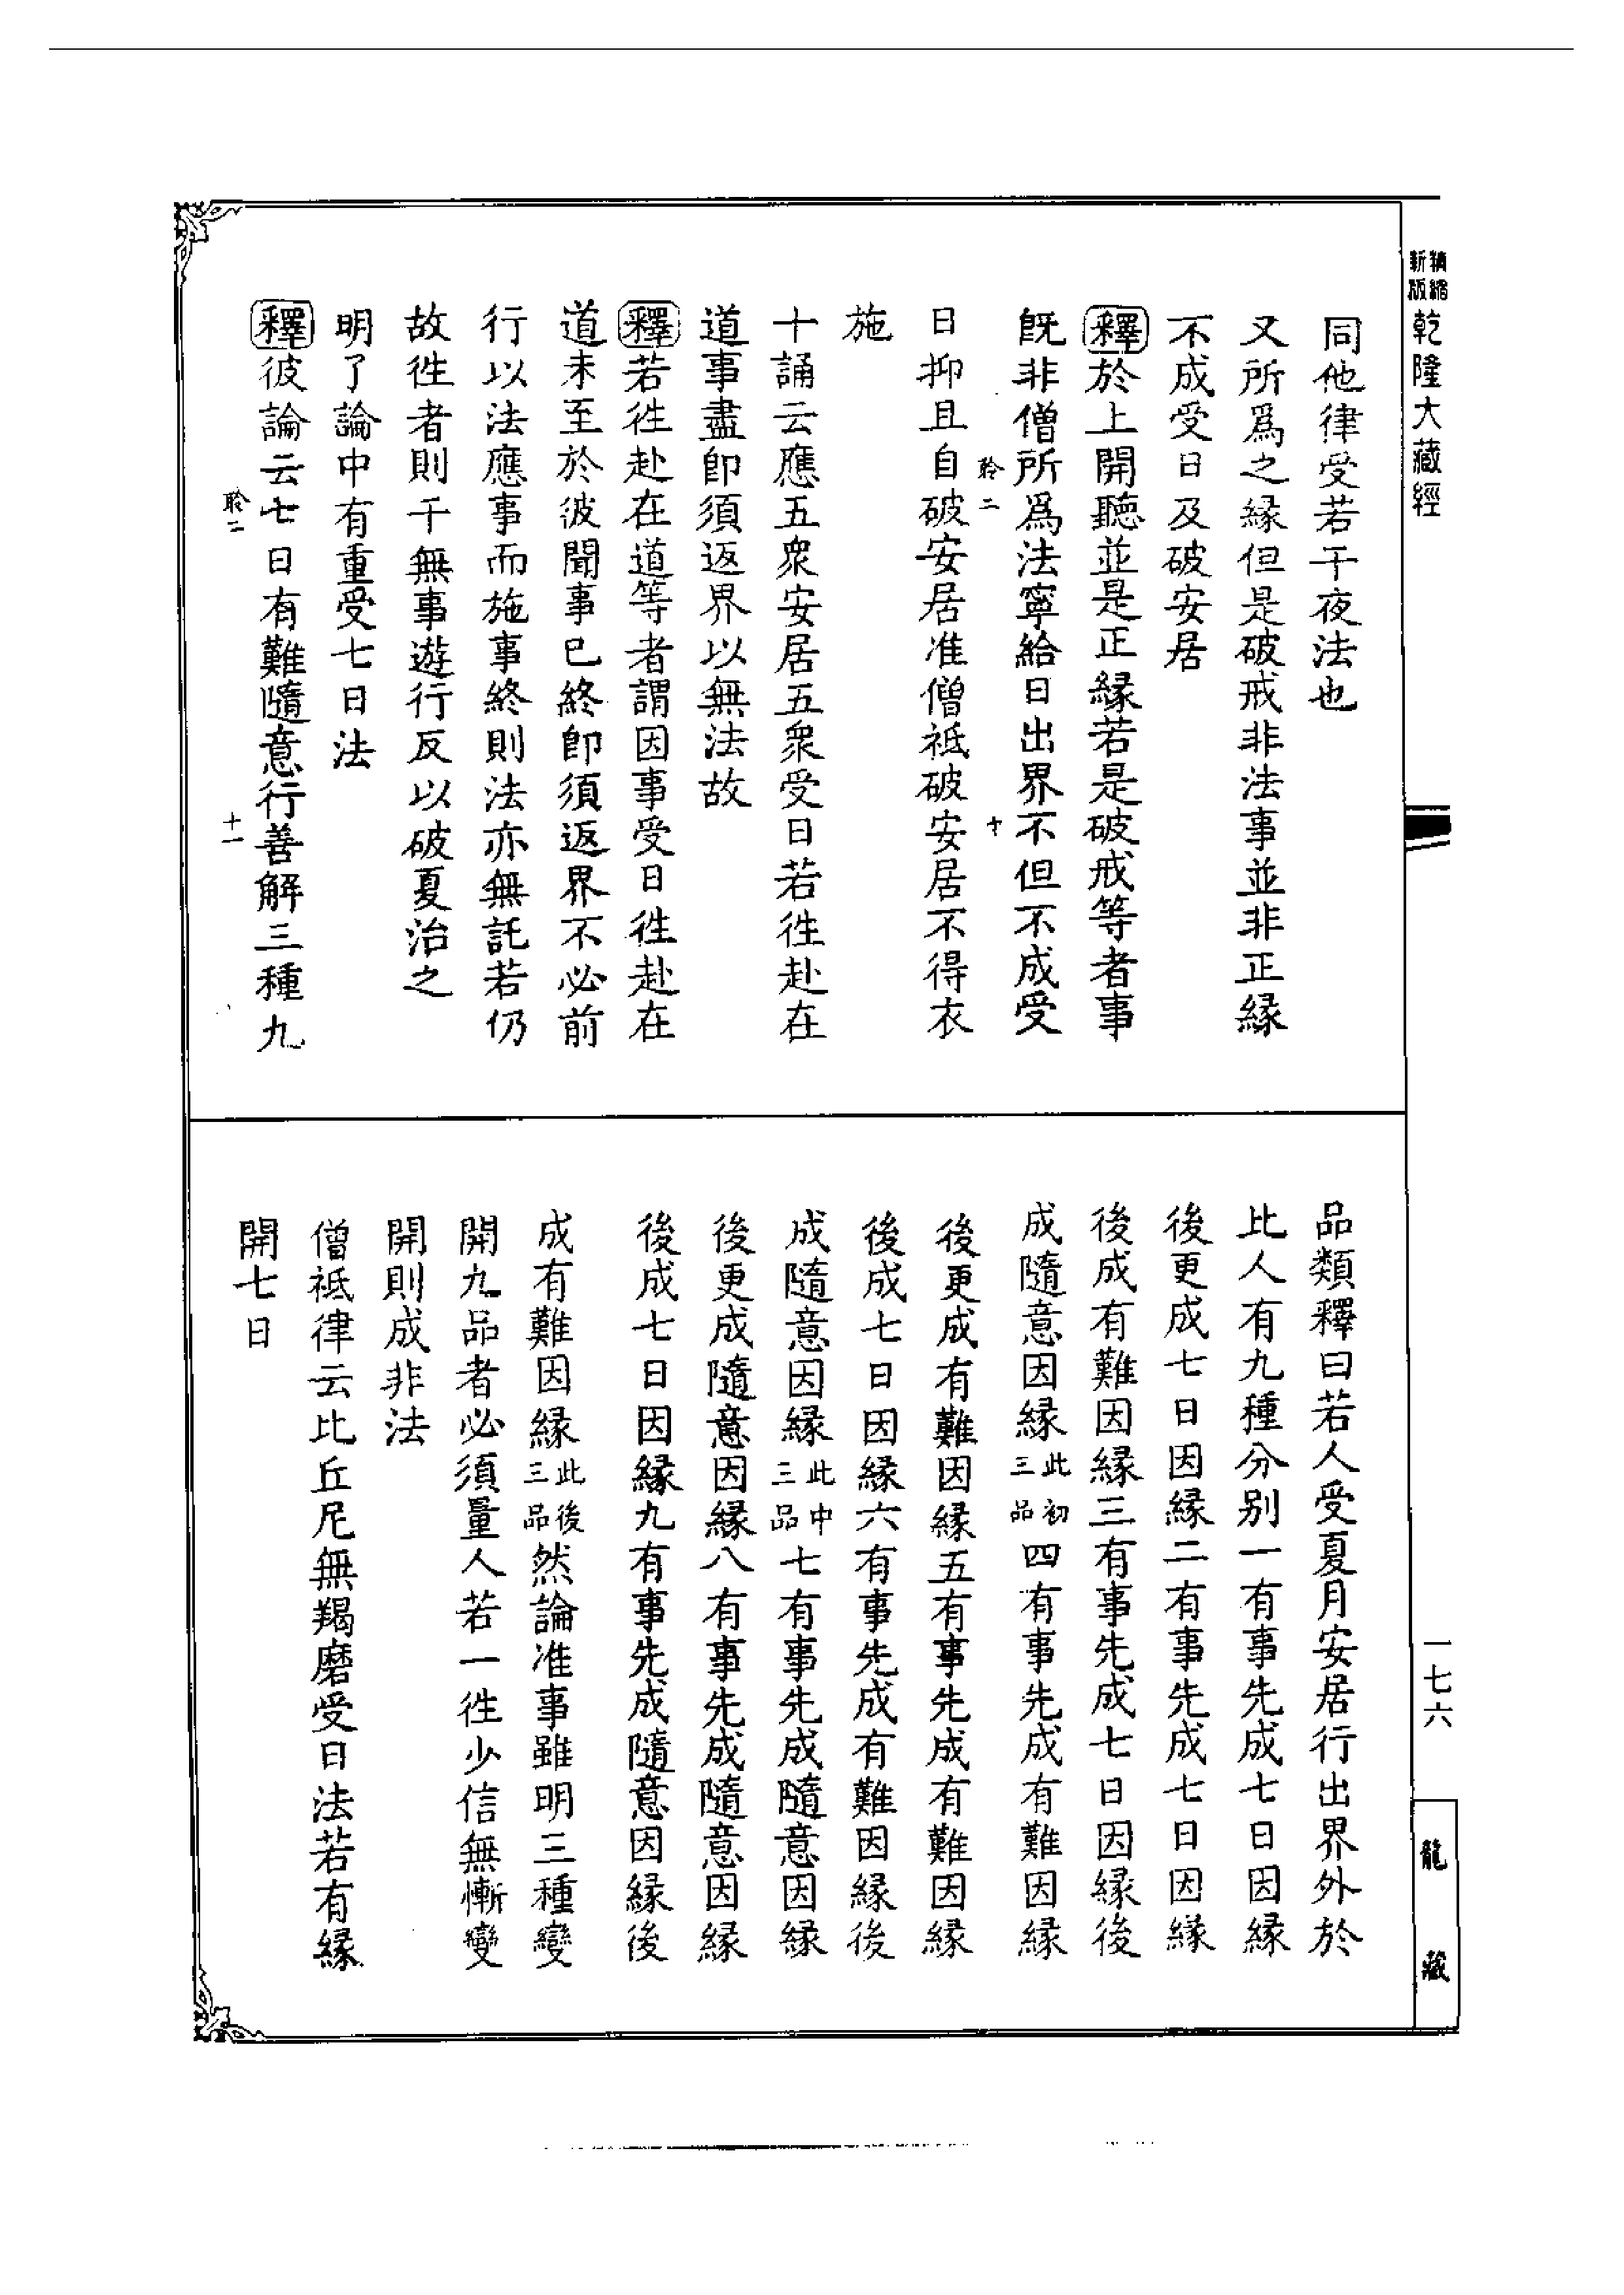 精縮
新版
乾隆大藏經
同他律受若干夜法也
又所爲之緣但是破戒非法事並非正緣
不成受日及破安居
釋於上開聽並是正緣若是破戒等者事
旣非僧所爲法寧給日出界不但不成受
聆二 十
日抑且自破安居准僧祇破安居不得衣
施
十誦云應五衆安居五衆受日若徃赴在
道事盡卽須返界以無法故
釋若徃赴在道等者謂因事受日徃赴在
道未至於彼聞事已終卽須返界不必前
行以法應事而施事終則法亦無託若仍
故徃者則干無事遊行反以破夏治之
明了論中有重受七日法
釋彼論云七日有難隨意行善解三種九
聆二 十一
品類釋曰若人受夏月安居行出界外於
比人有九種分别一有事先成七日因緣
後更成七日因緣二有事先成七日因緣
後成有難因緣三有事先成七日因緣後
成隨意因緣此初三品四有事先成有難因緣
後更成有難因緣五有事先成有難因緣
後成七日因緣六有事先成有難因緣後
成隨意因緣此中三品七有事先成隨意因緣
後更成隨意因緣八有事先成隨意因緣
後成七日因緣九有事先成隨意因緣後
成有難因緣此後三品然論准事雖明三種變
開九品者必須量人若一徃少信無慚變
開則成非法
僧祇律云比丘尼無羯磨受日法若有緣
開七日
一七六
龍藏